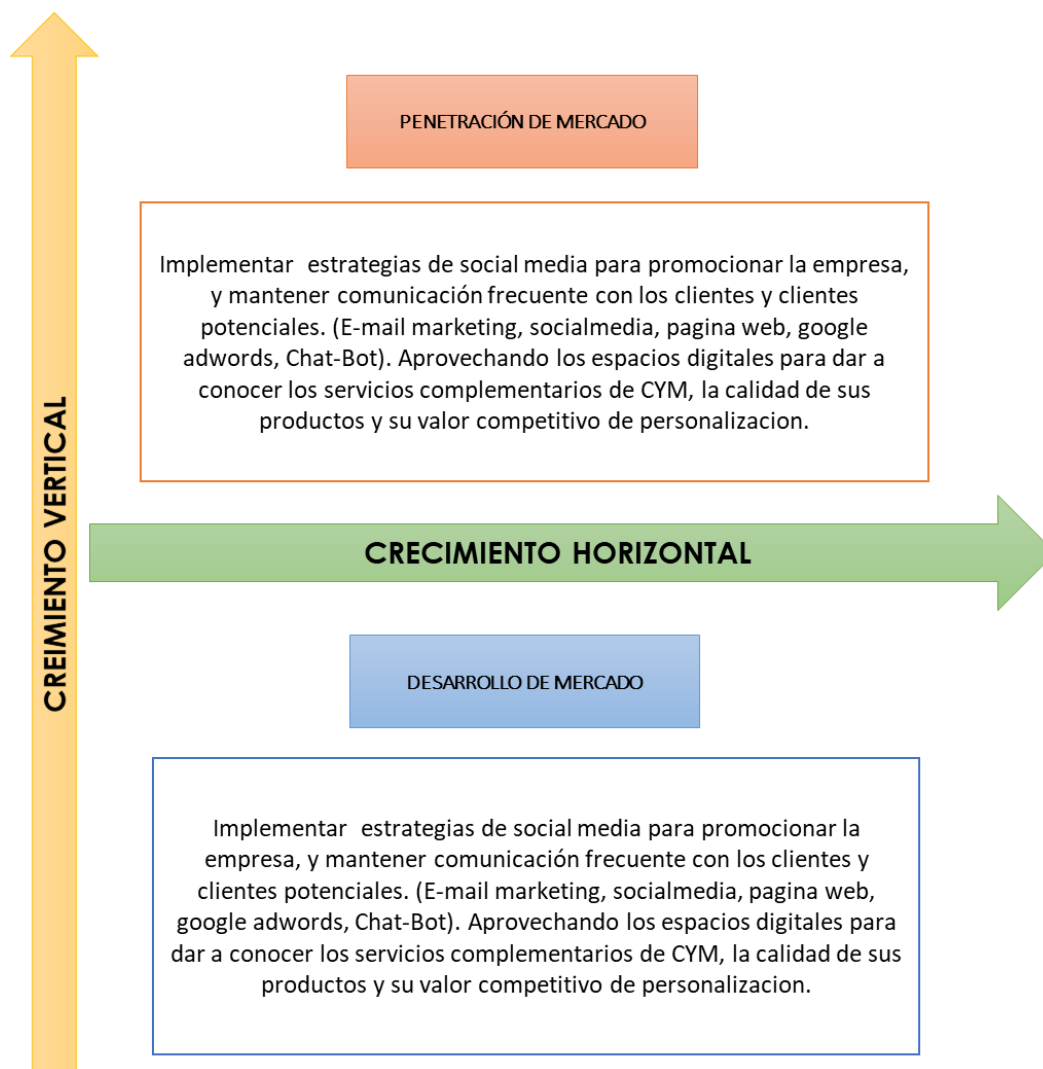 PENETRACIÓN DE MERCADO
Implementar estrategias de social media para promocionar la empresa,
y mantener comunicación frecuente con los clientes y clientes
potenciales. (E-mail marketing, socialmedia, pagina web, google
adwords, Chat-Bot). Aprovechando los espacios digitales para dar a
conocer los servicios complementarios de CYM, la calidad de sus
productos y su valor competitivo de personalizacion.
CREIMIENTO VERTICAL
CRECIMIENTO HORIZONTAL
DESARROLLO DE MERCADO
Implementar estrategias de social media para promocionar la
empresa, y mantener comunicación frecuente con los clientes y
clientes potenciales. (E-mail marketing, socialmedia, pagina web,
google adwords, Chat-Bot). Aprovechando los espacios digitales para
dar a conocer los servicios complementarios de CYM, la calidad de sus
productos y su valor competitivo de personalizacion.